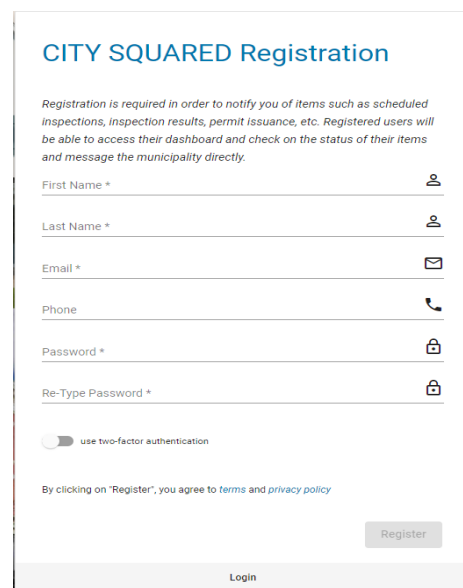 CITY SQUARED Registration
Registration is required in order to notify you of items such as scheduled
inspections, inspection results, permit issuance, etc. Registered users will
be able to access their dashboard and check on the status of their items
and message the municipality directly.
First Name *
Last Name *
Email *
Phone
Password *
Re-Type Password *
use two-factor authentication
By clicking on "Register", you agree to terms and privacy policy
Register
Login